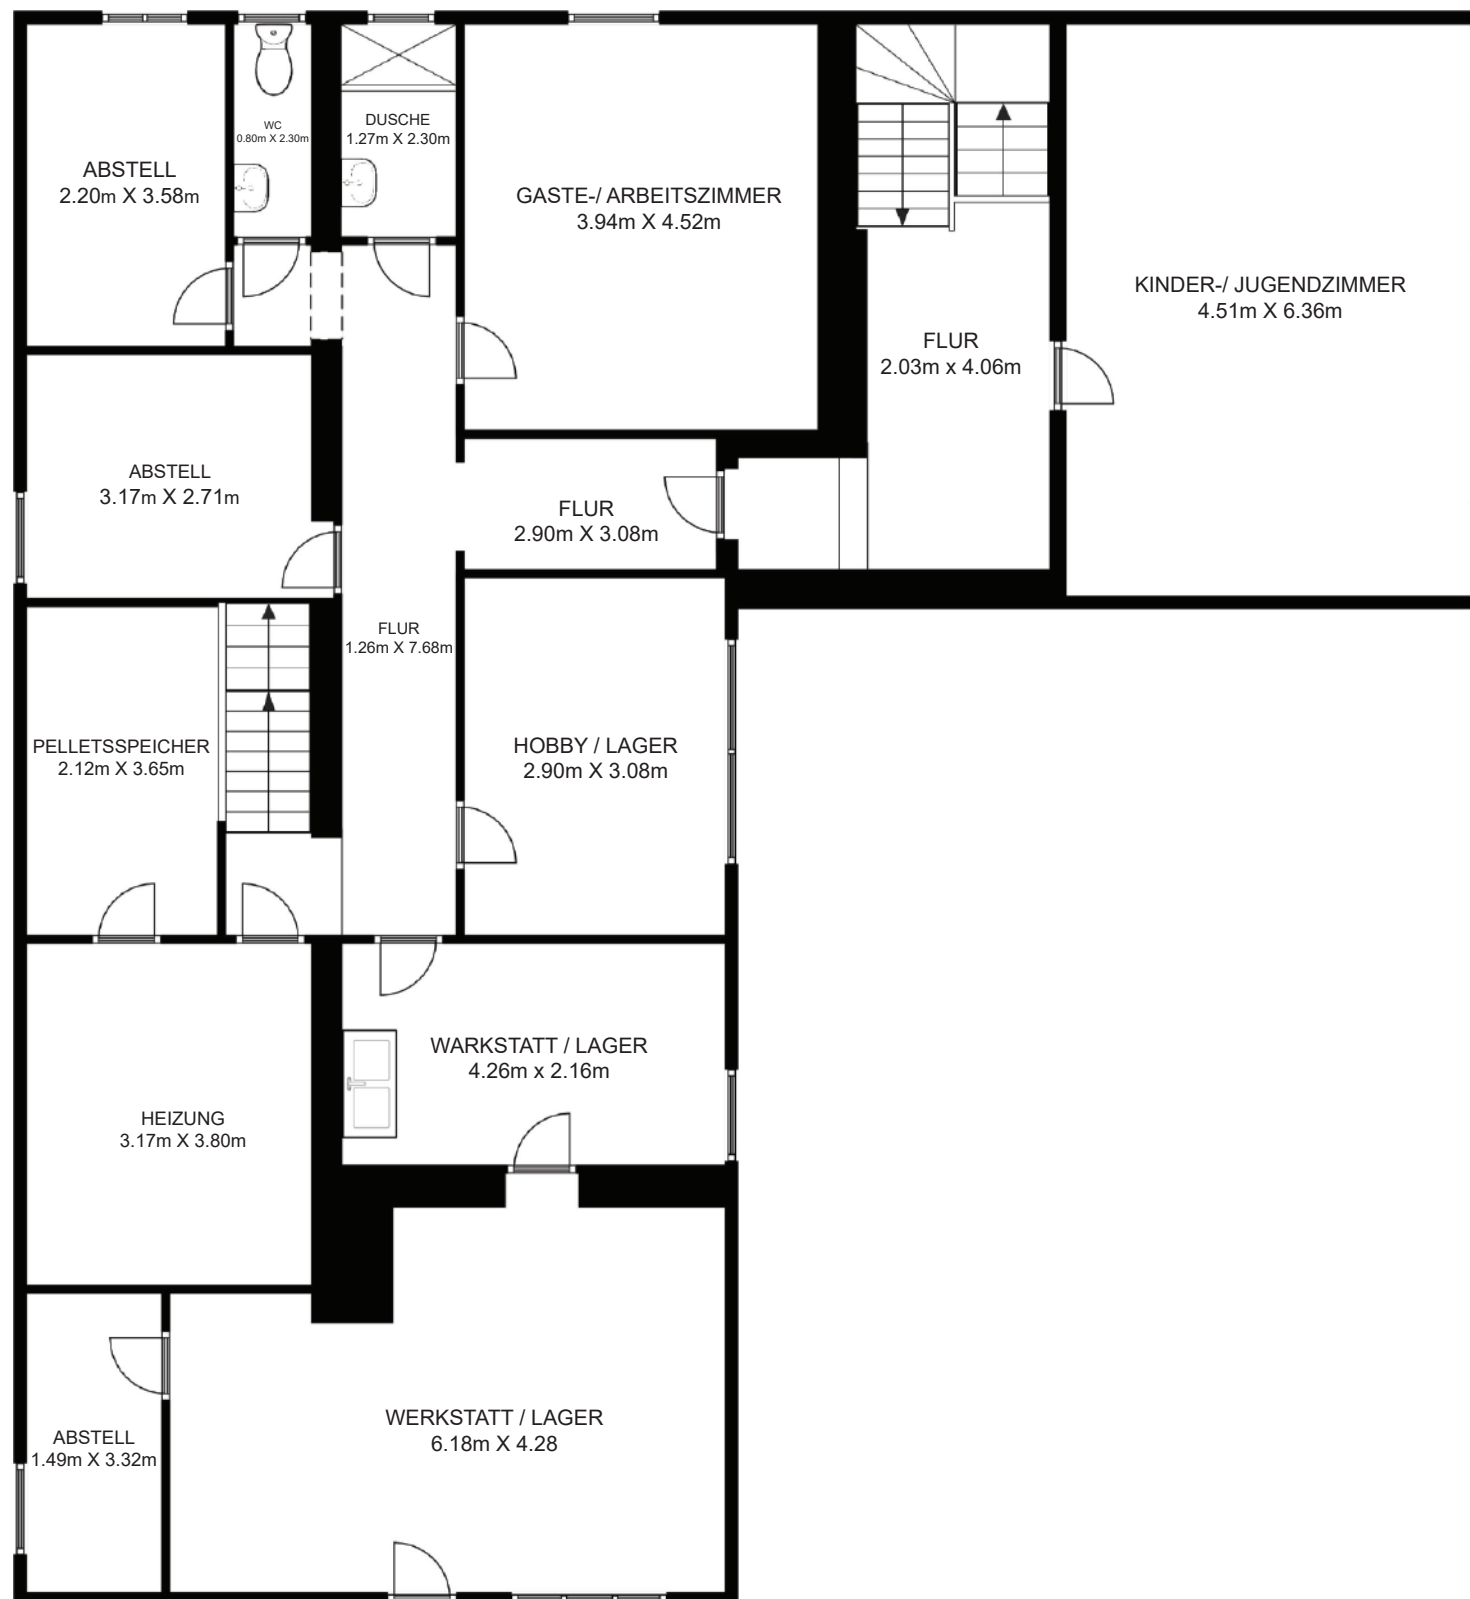 WC
0.80m X 2.30m
DUSCHE
1.27m X 2.30m
ABSTELL
2.20m X 3.58m
GASTE-/ ARBEITSZIMMER
3.94m X 4.52m
KINDER-/ JUGENDZIMMER
4.51m X 6.36m
FLUR
2.03m x 4.06m
ABSTELL
3.17m X 2.71m
FLUR
2.90m X 3.08m
FLUR
1.26m X 7.68m
PELLETSSPEICHER
2.12m X 3.65m
HOBBY / LAGER
2.90m X 3.08m
WARKSTATT / LAGER
4.26m x 2.16m
HEIZUNG
3.17m X 3.80m
WERKSTATT / LAGER
6.18m X 4.28
ABSTELL
1.49m X 3.32m